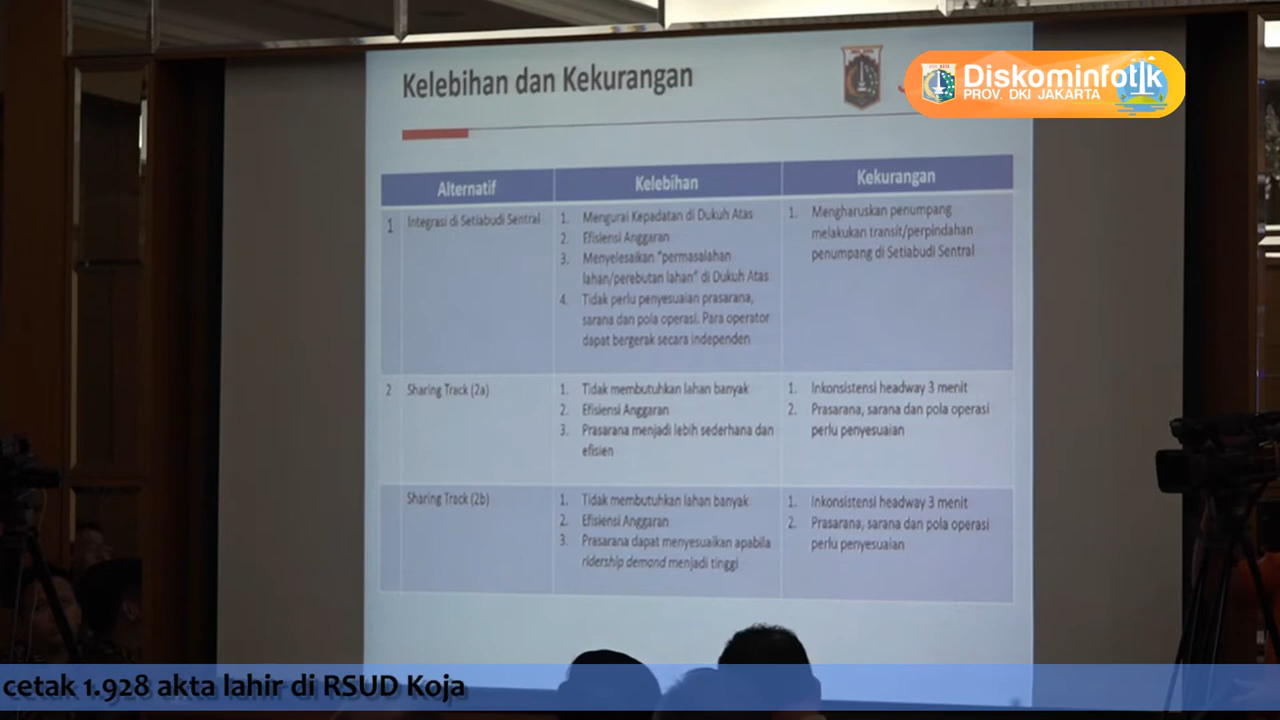 Kelebihan dan Kekurangan
Diskominfotik
PROV. DKI JAKARTA
Alternatif
Kelebihan
Kekurangan
1
Integrasi di Setiabudi Sentral
1. Mengurai Kepadatan di Dukuh Atas
2. Efisiensi Anggaran
3. Menyelesaikan "permasalahan
lahan/perebutan lahan" di Dukuh Atas
4. Tidak perlu penyesuaian prasarana,
sarana dan pola operasi. Para operator
dapat bergerak secara independen
1. Mengharuskan penumpang
melakukan transit/perpindahan
penumpang di Setiabudi Sentral
2
Sharing Track (2a)
1. Tidak membutuhkan lahan banyak
2. Efisiensi Anggaran
3. Prasarana menjadi lebih sederhana dan
efisien
1. Inkonsistensi headway 3 menit
2. Prasarana, sarana dan pola operasi
perlu penyesuaian
Sharing Track (2b)
1. Tidak membutuhkan lahan banyak
2. Efisiensi Anggaran
3. Prasarana dapat menyesuaikan apabila
ridership demand menjadi tinggi
1. Inkonsistensi headway 3 menit
2. Prasarana, sarana dan pola operasi
perlu penyesuaian
cetak 1.928 akta lahir di RSUD Koja